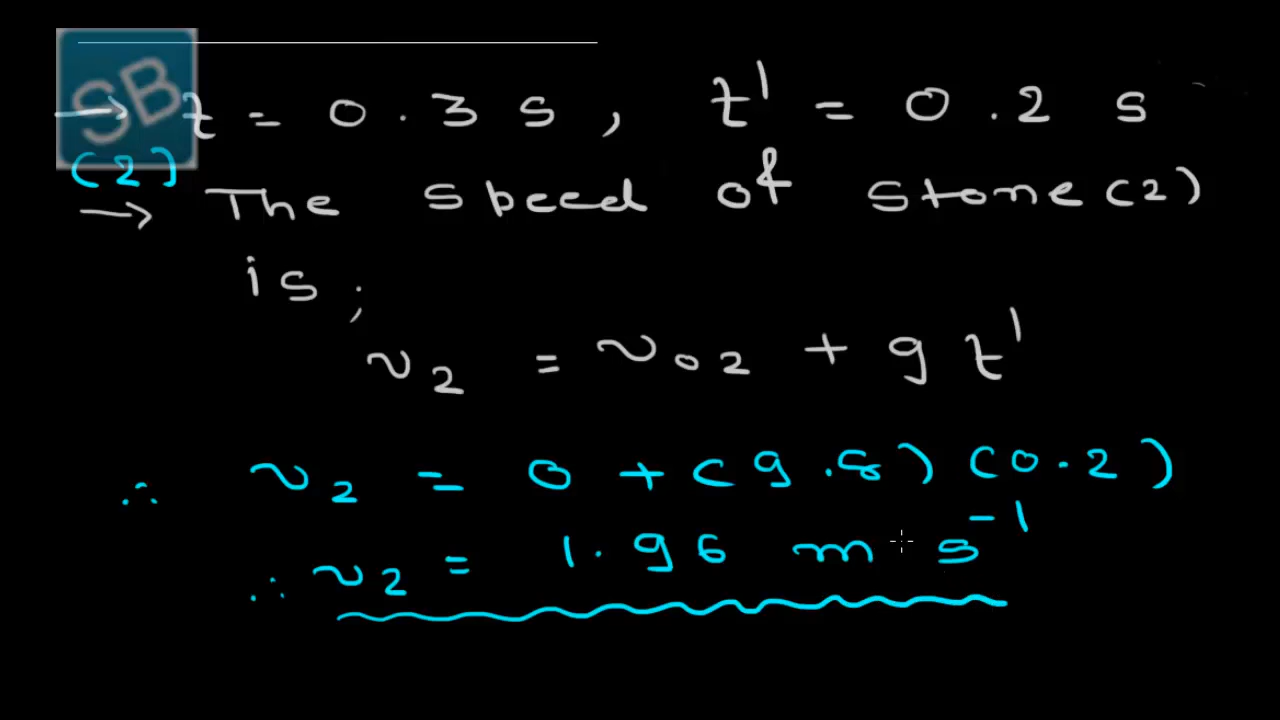 SB
→ t = 0.3 s, t' = 0.2 s
(2)
→ The speed of stone(2)
is;
v₂ = v₀₂ + g t'
∴ v₂ = 0 + (9.8) (0.2)
∴ v₂ = 1.96 m s⁻¹